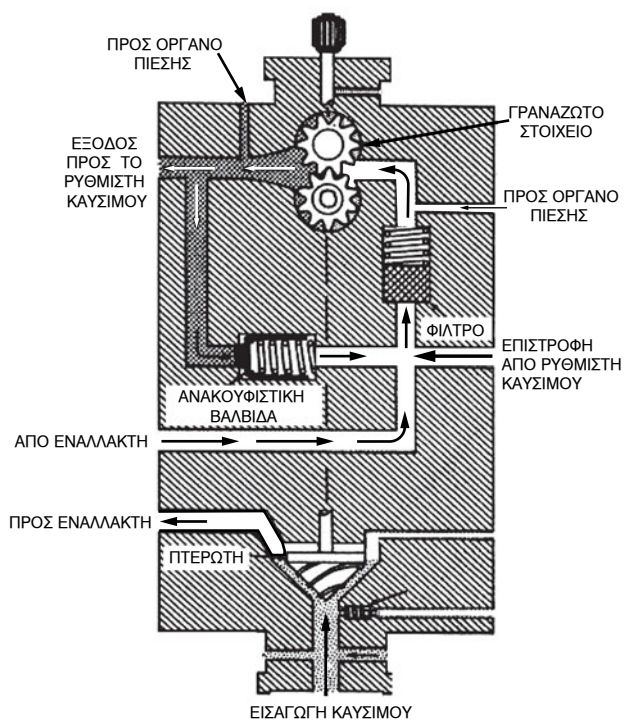 ΠΡΟΣ ΟΡΓΑΝΟ
ΠΙΕΣΗΣ
ΕΞΟΔΟΣ
ΠΡΟΣ ΤΟ
ΡΥΘΜΙΣΤΗ
ΚΑΥΣΙΜΟΥ
ΓΡΑΝΑΖΩΤΟ
ΣΤΟΙΧΕΙΟ
ΠΡΟΣ ΟΡΓΑΝΟ
ΠΙΕΣΗΣ
ΦΙΛΤΡΟ
ΕΠΙΣΤΡΟΦΗ
ΑΠΟ ΡΥΘΜΙΣΤΗ
ΚΑΥΣΙΜΟΥ
ΑΝΑΚΟΥΦΙΣΤΙΚΗ
ΒΑΛΒΙΔΑ
ΑΠΟ ΕΝΑΛΛΑΚΤΗ
ΠΡΟΣ ΕΝΑΛΛΑΚΤΗ
ΠΤΕΡΩΤΗ
ΕΙΣΑΓΩΓΗ ΚΑΥΣΙΜΟΥ